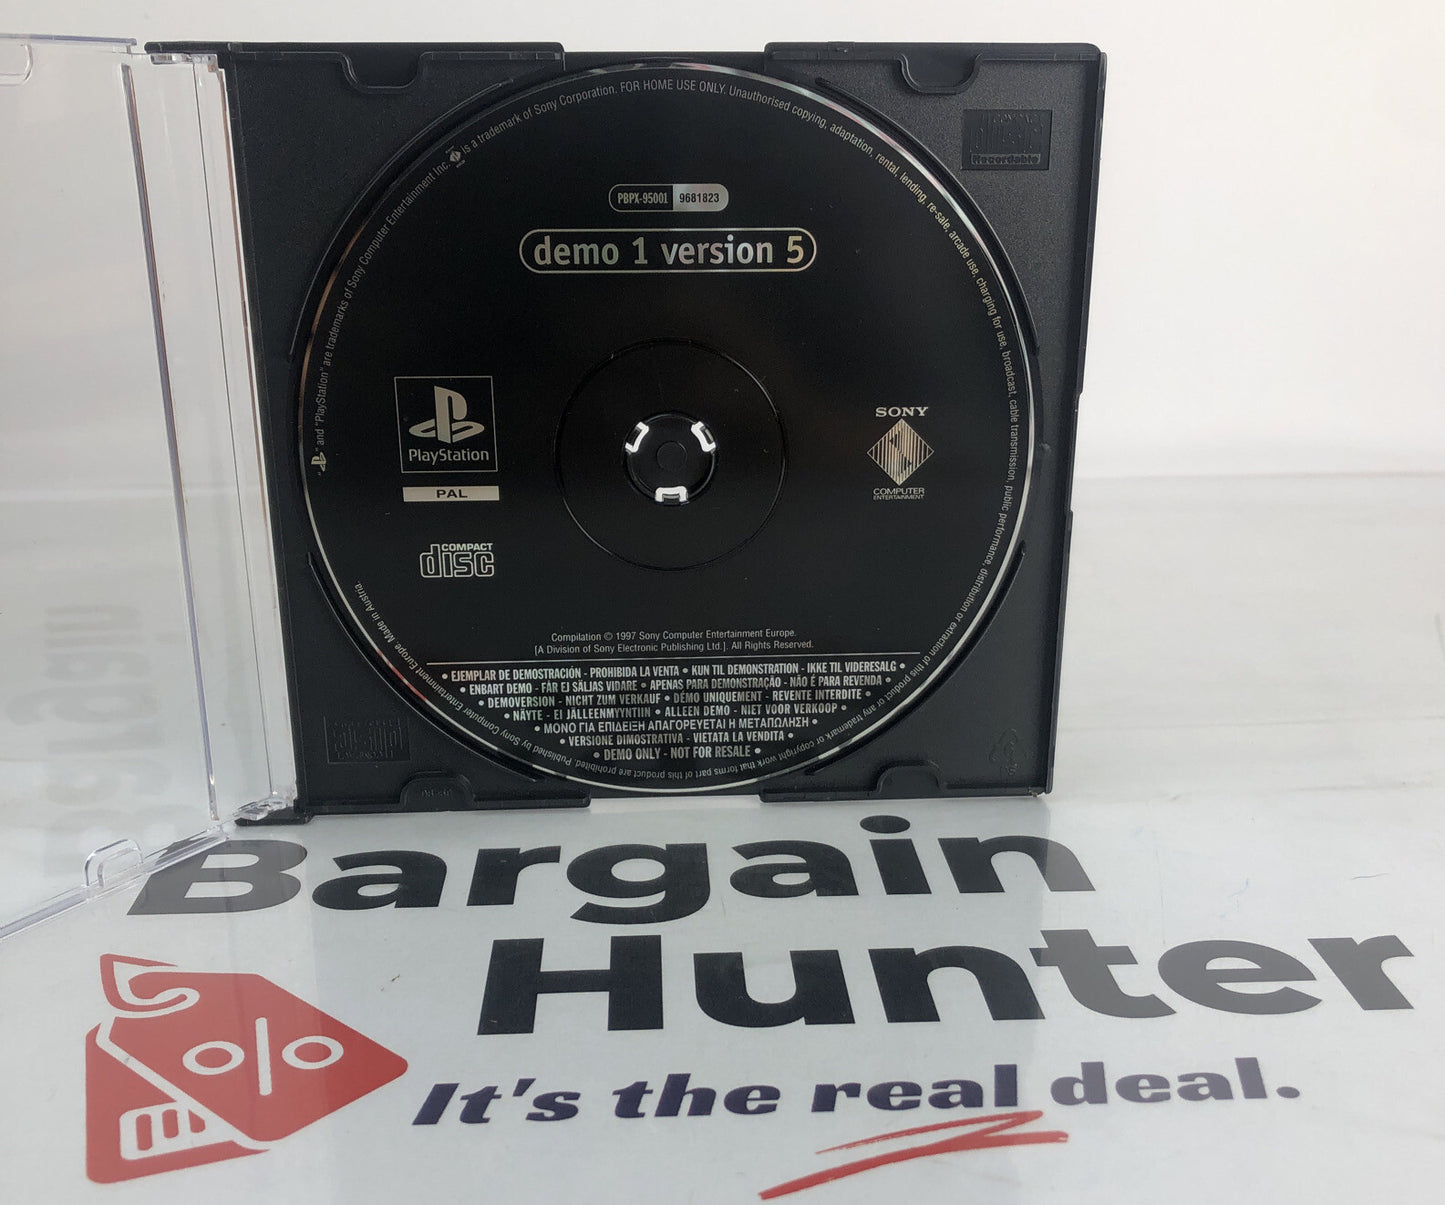 PBPX-95001 9681823
demo 1 version 5
" and "PlayStation" are trademarks of Sony Computer Entertainment Inc. is a trademark of Sony Corporation. FOR HOME USE ONLY. Unauthorised copying, adaptation, rental, lending, re-sale, arcade use, charging for use, broadcast, cable transmission, public performance, distribution or extraction of this product or any trademark or copyright work that forms part of this product are prohibited. Published by Sony Computer Entertainment Europe. Made in Austria.
Recordable
PlayStation
PAL
SONY
COMPUTER
ENTERTAINMENT
COMPACT
disc
Compilation © 1997 Sony Computer Entertainment Europe.
[A Division of Sony Electronic Publishing Ltd.]. All Rights Reserved.
• EJEMPLAR DE DEMOSTRACIÓN - PROHIBIDA LA VENTA • KUN TIL DEMONSTRATION - IKKE TIL VIDERESALG •
• ENBART DEMO - FÅR EJ SÄLJAS VIDARE • APENAS PARA DEMONSTRAÇÃO - NÃO É PARA REVENDA •
• DEMOVERSION - NICHT ZUM VERKAUF • DÉMO UNIQUEMENT - REVENTE INTERDITE •
• NÄYTE - EI JÄLLEENMYYNTIIN • ALLEEN DEMO - NIET VOOR VERKOOP •
• ΜΟΝΟ ΓΙΑ ΕΠΙΔΕΙΞΗ ΑΠΑΓΟΡΕΥΕΤΑΙ Η ΜΕΤΑΠΩΛΗΣΗ •
• VERSIONE DIMOSTRATIVA - VIETATA LA VENDITA •
• DEMO ONLY - NOT FOR RESALE •
Bargain
Hunter
It's the real deal.